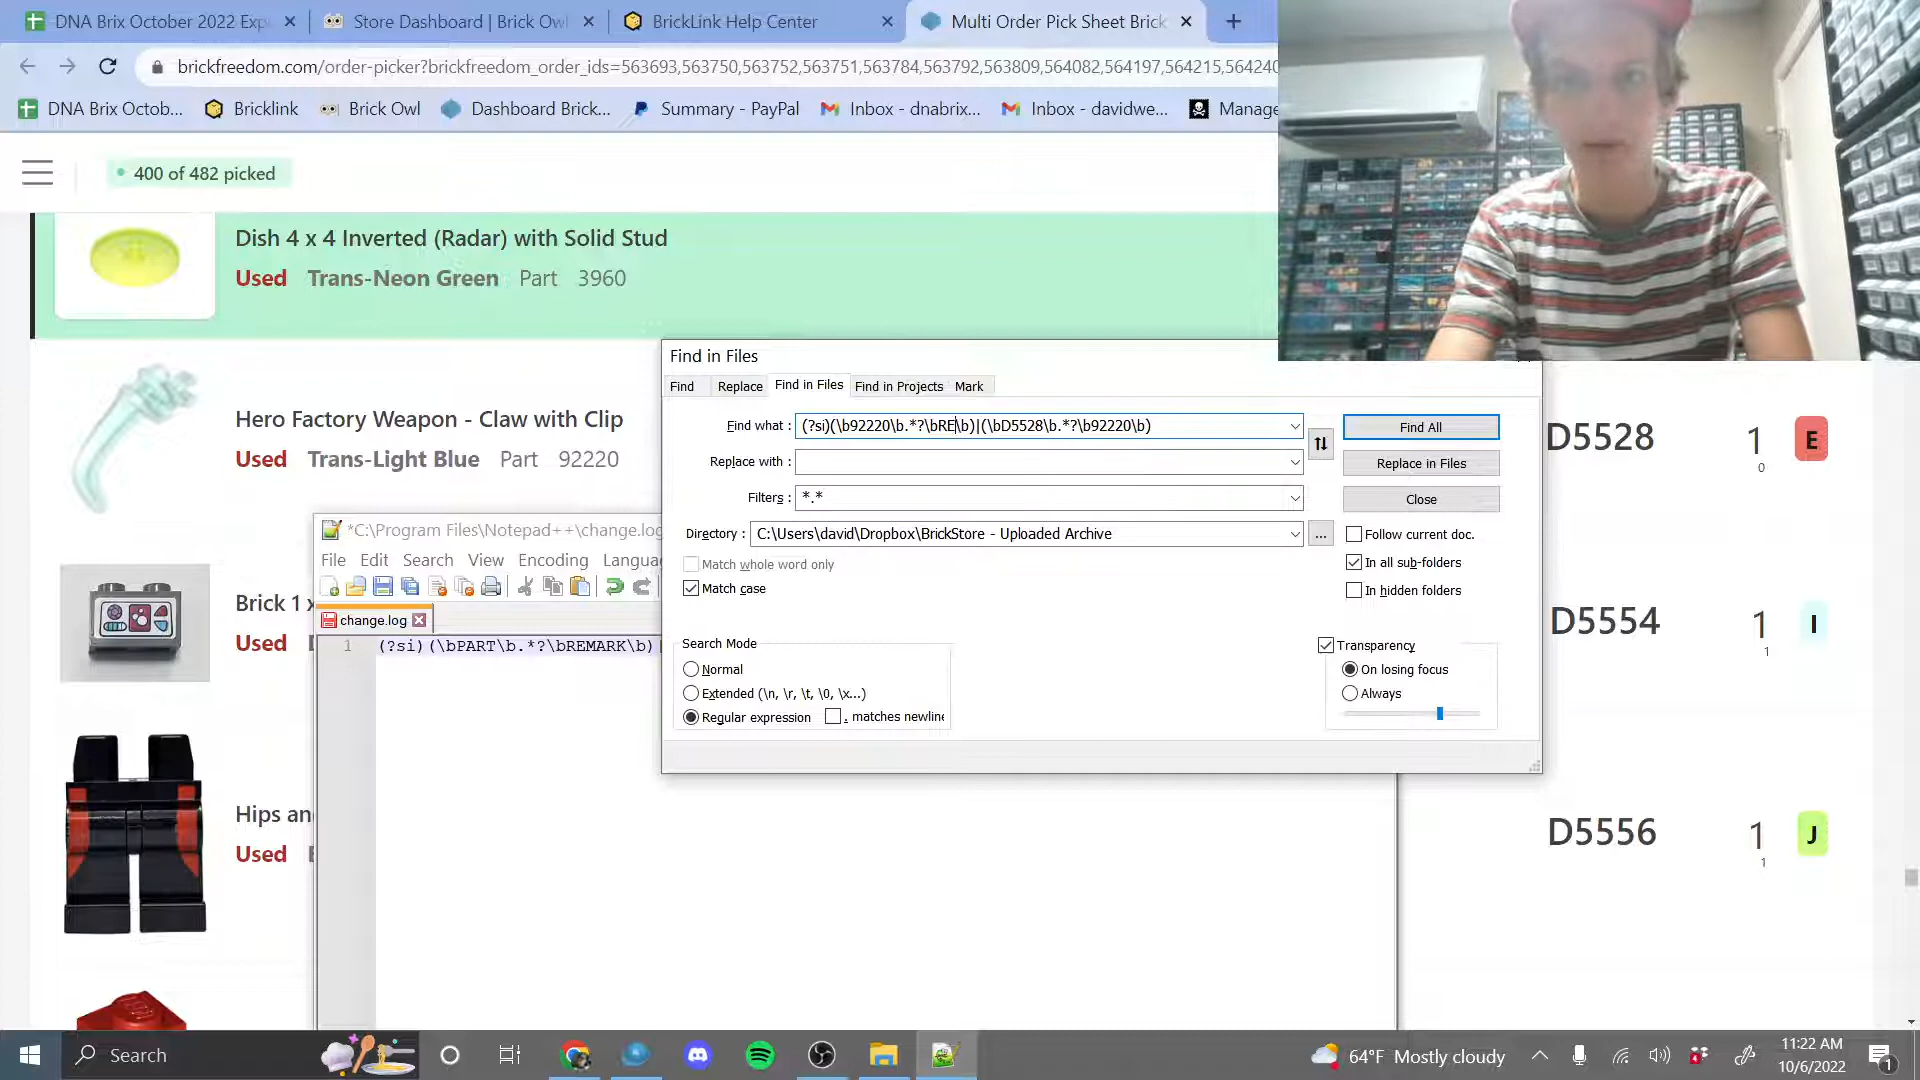 DNA Brix October 2022 Exp
Store Dashboard | Brick Owl
BrickLink Help Center
Multi Order Pick Sheet Brick
brickfreedom.com/order-picker?brickfreedom_order_ids=563693,563750,563752,563751,563784,563792,563809,564082,564197,564215,564240
DNA Brix Octob...
Bricklink
Brick Owl
Dashboard Brick...
Summary - PayPal
Inbox - dnabrix...
Inbox - davidwe...
Manage
400 of 482 picked
Dish 4 x 4 Inverted (Radar) with Solid Stud
Used Trans-Neon Green Part 3960
Hero Factory Weapon - Claw with Clip
Used Trans-Light Blue Part 92220
D5528 1 E
0
Brick 1 x
Used
D5554 1 I
1
Hips an
Used
D5556 1 J
1
*C:\Program Files\Notepad++\change.log
File Edit Search View Encoding Langua
change.log
1 (?si)(\bPART\b.*?\bREMARK\b)
Find in Files
Find Replace Find in Files Find in Projects Mark
Find what : (?si)(\b92220\b.*?\bRE\b)|(\bD5528\b.*?\b92220\b)
Find All
Replace with :
Replace in Files
Filters : *.*
Close
Directory : C:\Users\david\Dropbox\BrickStore - Uploaded Archive
...
Follow current doc.
Match whole word only
In all sub-folders
Match case
In hidden folders
Search Mode
Normal
Extended (\n, \r, \t, \0, \x...)
Regular expression . matches newline
Transparency
On losing focus
Always
Search
64°F Mostly cloudy
11:22 AM
10/6/2022
1